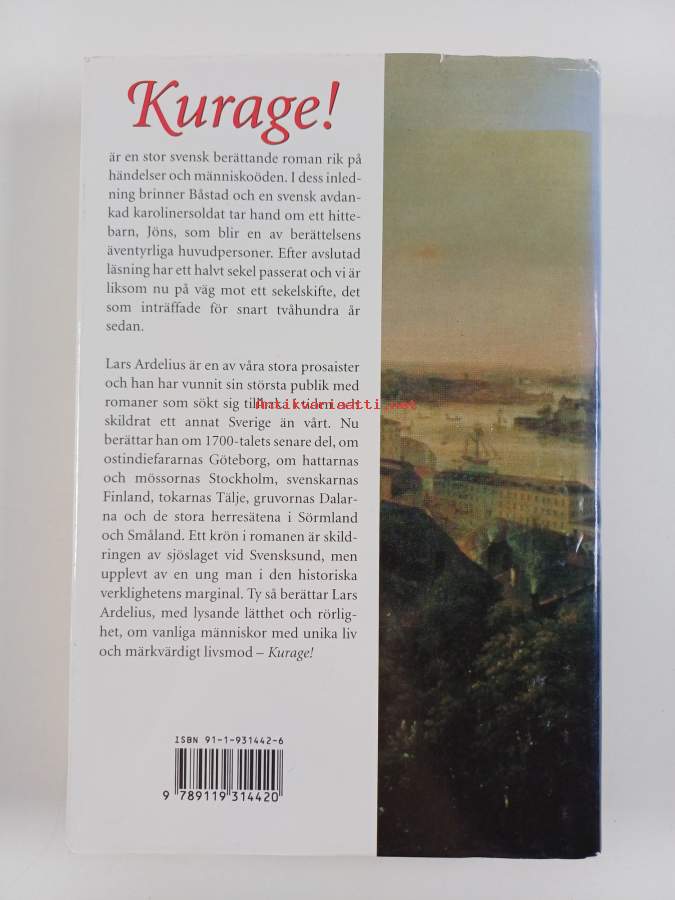 Kurage!
är en stor svensk berättande roman rik på
händelser och människoöden. I dess inled-
ning brinner Båstad och en svensk avdan-
kad karolinersoldat tar hand om ett hitte-
barn, Jöns, som blir en av berättelsens
äventyrliga huvudpersoner. Efter avslutad
läsning har ett halvt sekel passerat och vi är
liksom nu på väg mot ett sekelskifte, det
som inträffade för snart tvåhundra år
sedan.
Lars Ardelius är en av våra stora prosaister
och han har vunnit sin största publik med
romaner som sökt sig tillbaka i tiden och
skildrat ett annat Sverige än vårt. Nu
berättar han om 1700-talets senare del, om
ostindiefararnas Göteborg, om hattarnas
och mössornas Stockholm, svenskarnas
Finland, tokarnas Tälje, gruvornas Dalar-
na och de stora herresätena i Sörmland
och Småland. Ett krön i romanen är skild-
ringen av sjöslaget vid Svensksund, men
upplevt av en ung man i den historiska
verklighetens marginal. Ty så berättar Lars
Ardelius, med lysande lätthet och rörlig-
het, om vanliga människor med unika liv
och märkvärdigt livsmod – Kurage!
Antikvariaatti.net
ISBN 91-1-931442-6
9 789119 314420